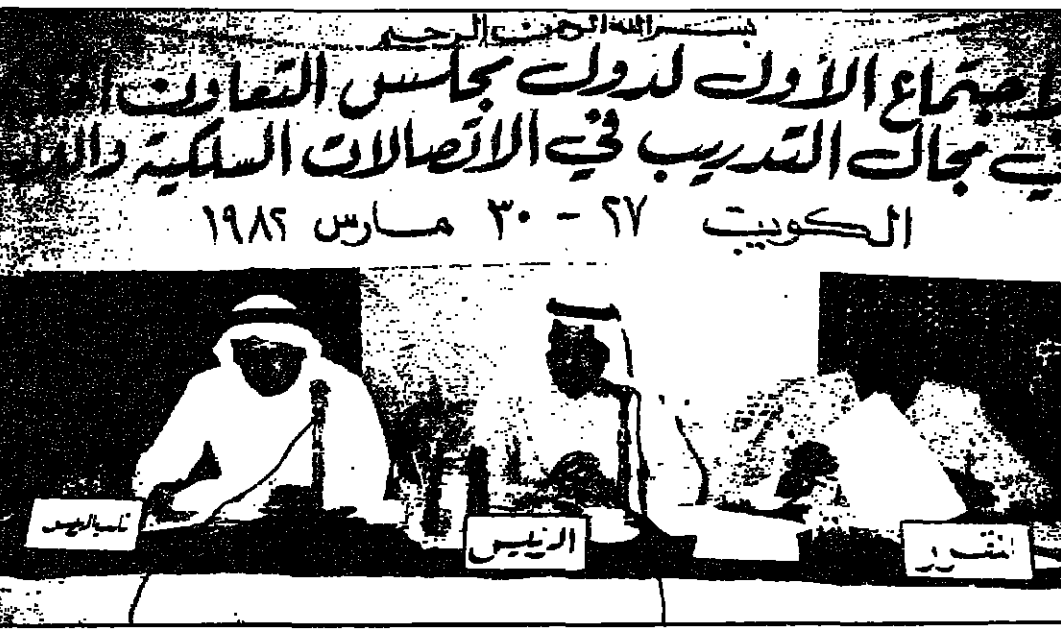 بسم الله الرحمن الرحيم
اجتماع الأول لدول مجلس التعاون
في مجال التدريب في الاتصالات السلكية
الكويت ٢٧ - ٣٠ مارس ١٩٨٢
نائب الرئيس
الرئيس
المقرر